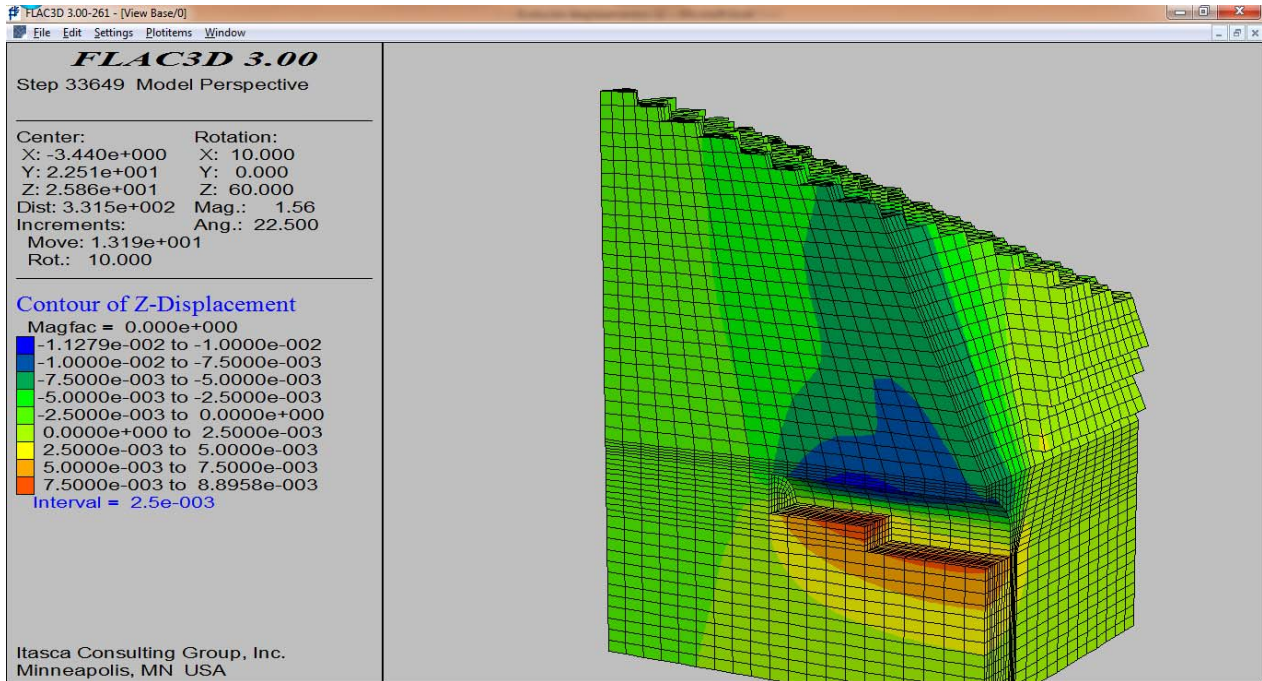 FLAC3D 3.00-261 - [View Base/0]
File Edit Settings Plotitems Window
FLAC3D 3.00
Step 33649 Model Perspective
Center: Rotation:
X: -3.440e+000 X: 10.000
Y: 2.251e+001 Y: 0.000
Z: 2.586e+001 Z: 60.000
Dist: 3.315e+002 Mag.: 1.56
Increments: Ang.: 22.500
Move: 1.319e+001
Rot.: 10.000
Contour of Z-Displacement
Magfac = 0.000e+000
-1.1279e-002 to -1.0000e-002
-1.0000e-002 to -7.5000e-003
-7.5000e-003 to -5.0000e-003
-5.0000e-003 to -2.5000e-003
-2.5000e-003 to 0.0000e+000
0.0000e+000 to 2.5000e-003
2.5000e-003 to 5.0000e-003
5.0000e-003 to 7.5000e-003
7.5000e-003 to 8.8958e-003
Interval = 2.5e-003
Itasca Consulting Group, Inc.
Minneapolis, MN USA